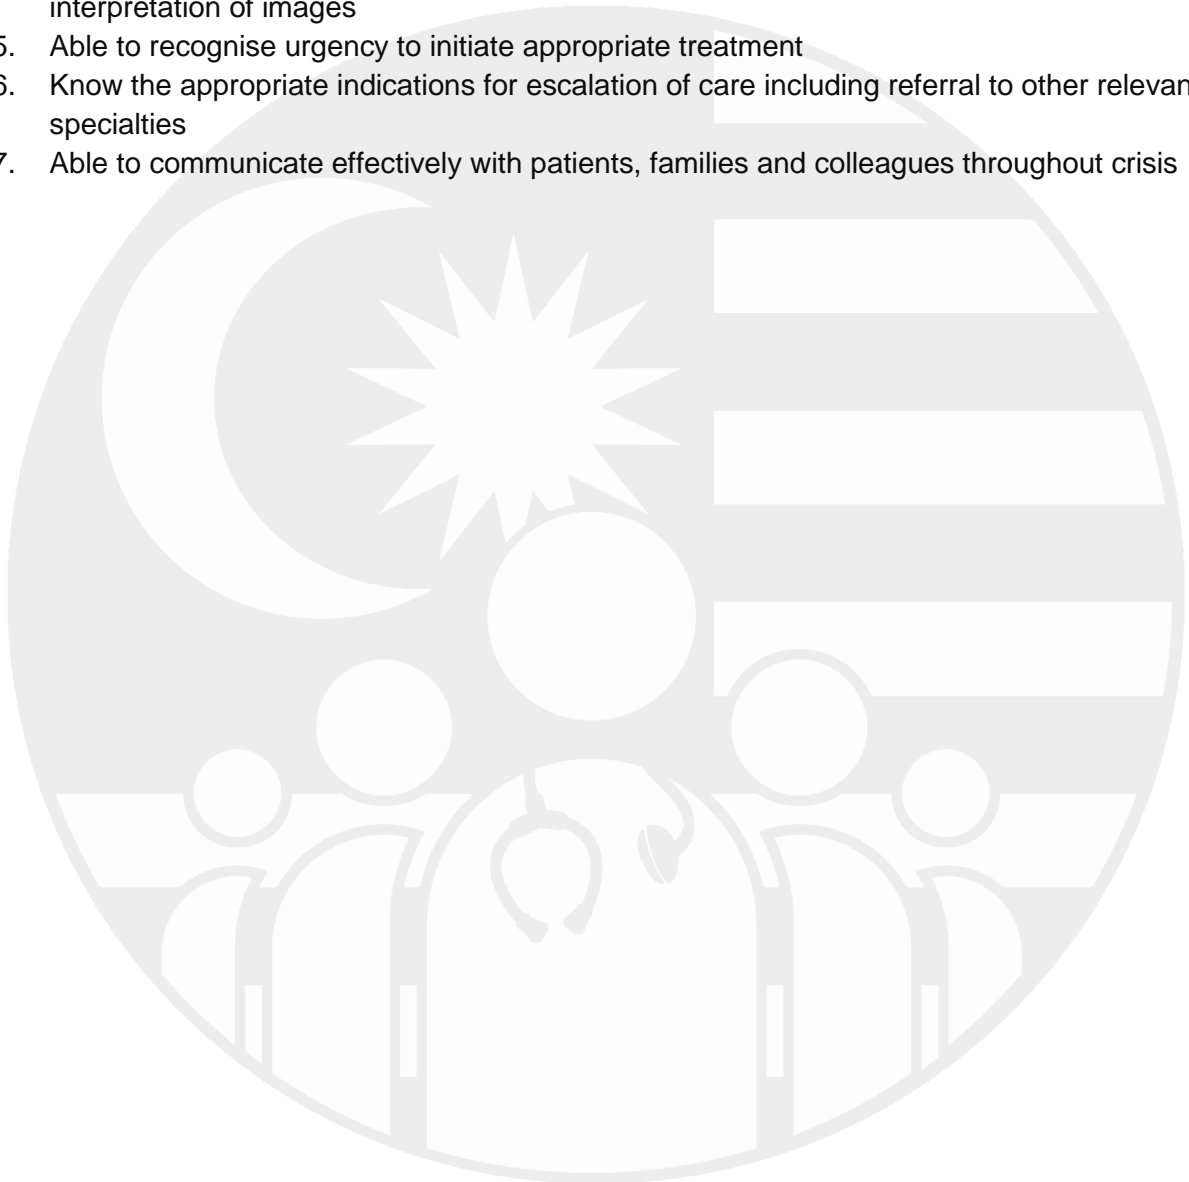 interpretation of images
5. Able to recognise urgency to initiate appropriate treatment
6. Know the appropriate indications for escalation of care including referral to other relevan
specialties
7. Able to communicate effectively with patients, families and colleagues throughout crisis